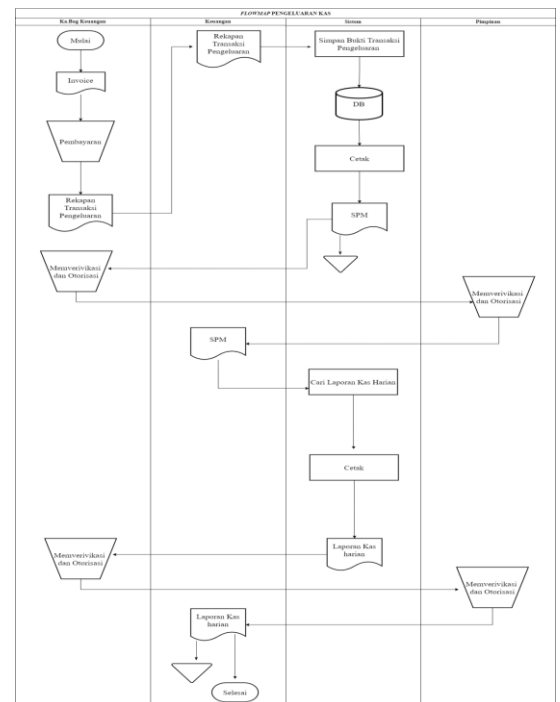 FLOWMAP PENGELUARAN KAS
Ka.Bag Keuangan
Keuangan
Sistem
Pimpinan
Mulai
Invoice
Pembayaran
Rekapan
Transaksi
Pengeluaran
Rekapan
Transaksi
Pengeluaran
Simpan Bukti Transaksi
Pengeluaran
DB
Cetak
SPM
Memverivikasi
dan Otorisasi
Memverivikasi
dan Otorisasi
SPM
Cari Laporan Kas Harian
Cetak
Laporan Kas
harian
Memverivikasi
dan Otorisasi
Memverivikasi
dan Otorisasi
Laporan Kas
harian
Selesai